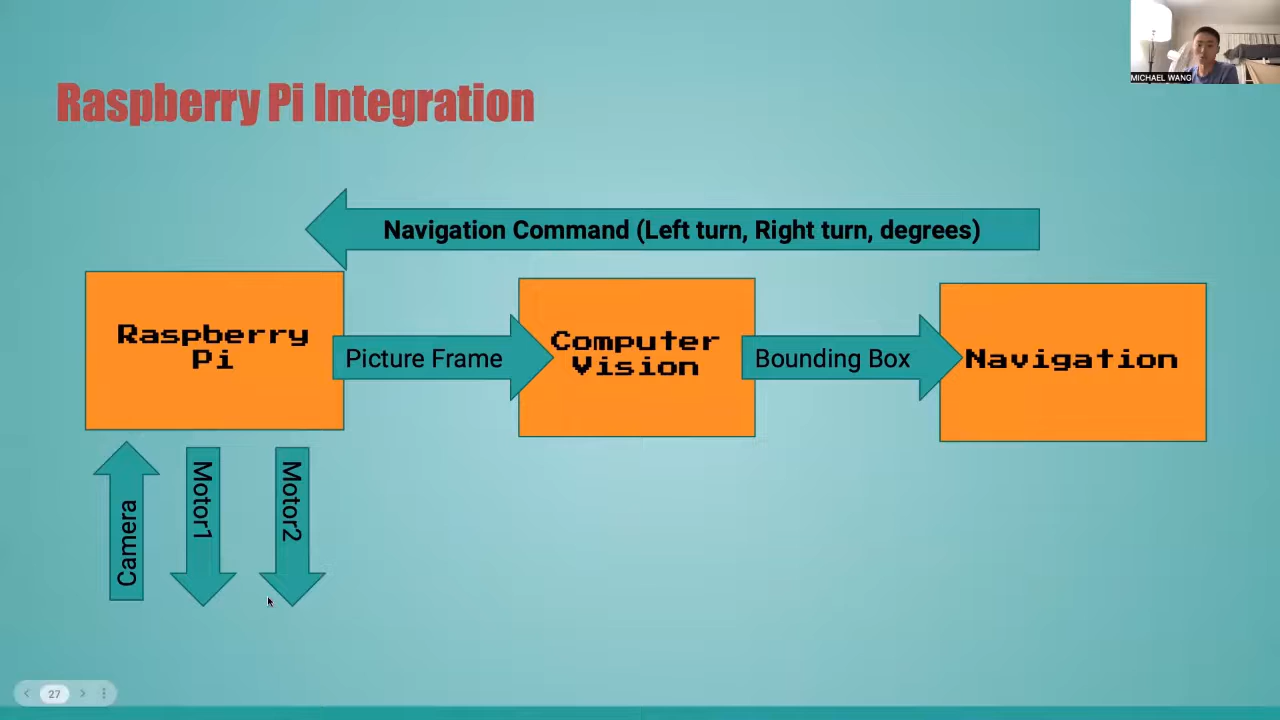 MICHAEL WANG
Raspberry Pi Integration
Navigation Command (Left turn, Right turn, degrees)
Raspberry
Pi
Picture Frame
Computer
Vision
Bounding Box
Navigation
Camera
Motor1
Motor2
27